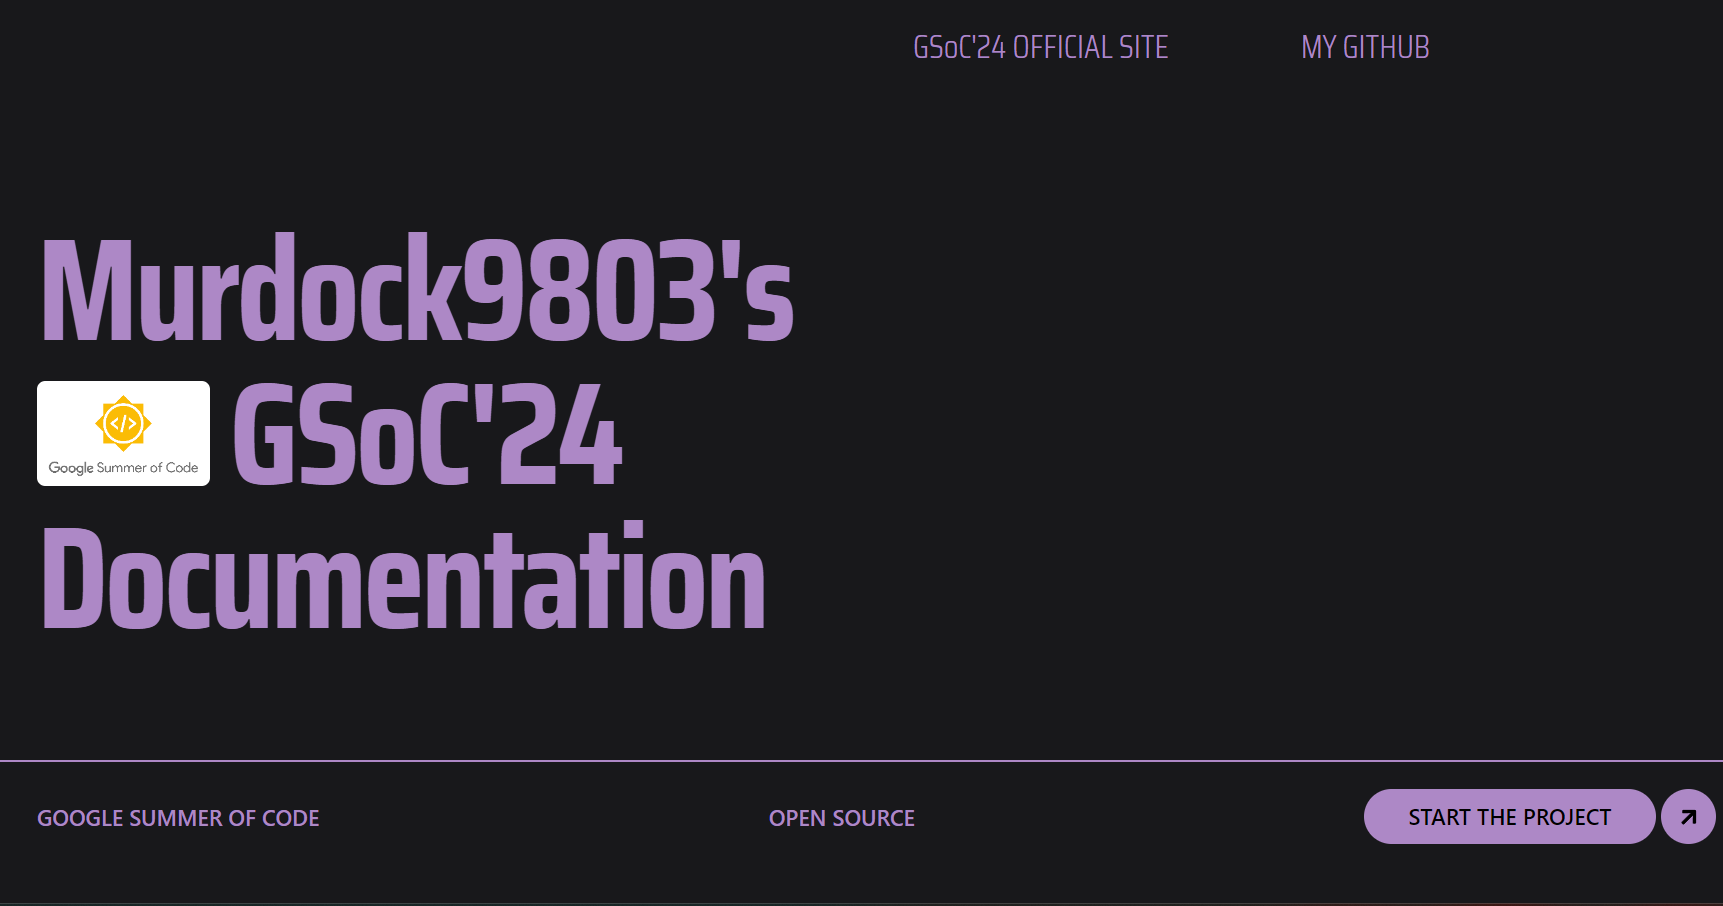 GSoC'24 OFFICIAL SITE
MY GITHUB
Murdock9803's
</>
Google Summer of Code
GSoC'24
Documentation
GOOGLE SUMMER OF CODE
OPEN SOURCE
START THE PROJECT